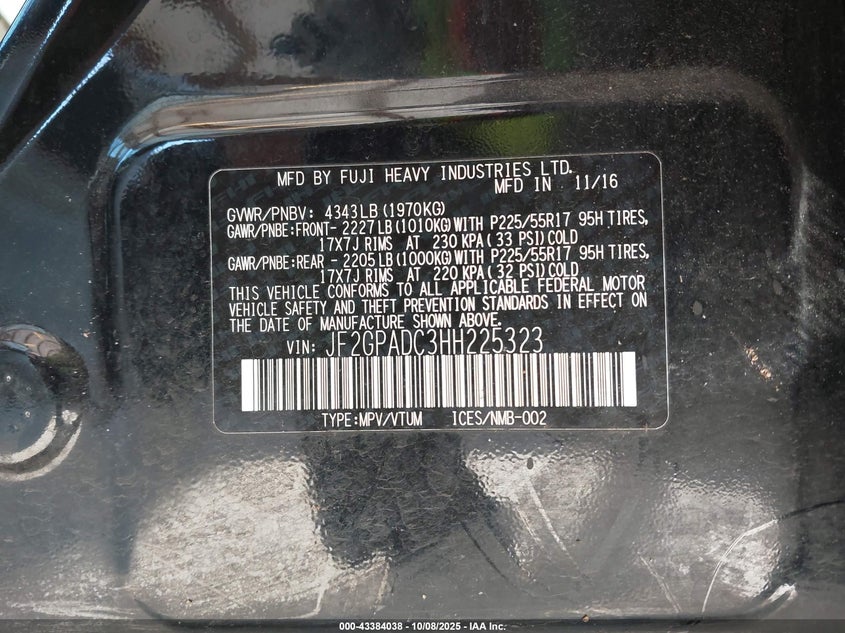 MFD BY FUJI HEAVY INDUSTRIES LTD.
MFD IN 11/16
GVWR/PNBV: 4343LB(1970KG)
GAWR/PNBE:FRONT- 2227LB(1010KG)WITH P225/55R17 95H TIRES,
17X7J RIMS AT 230 KPA(33 PSI)COLD
GAWR/PNBE:REAR - 2205LB(1000KG)WITH P225/55R17 95H TIRES,
17X7J RIMS AT 220 KPA(32 PSI)COLD
THIS VEHICLE CONFORMS TO ALL APPLICABLE FEDERAL MOTOR
VEHICLE SAFETY AND THEFT PREVENTION STANDARDS IN EFFECT ON
THE DATE OF MANUFACTURE SHOWN ABOVE.
VIN: JF2GPADC3HH225323
TYPE:MPV/VTUM ICES/NMB-002
000-43384038 - 10/08/2025 - IAA Inc.